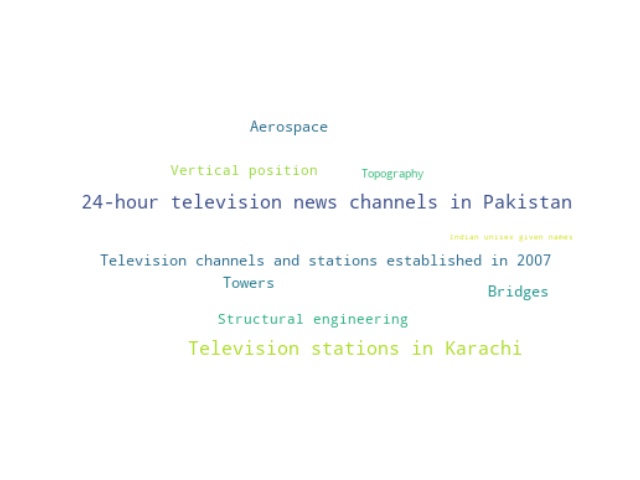 Aerospace
Vertical position
Topography
24-hour television news channels in Pakistan
Indian unisex given names
Television channels and stations established in 2007
Towers
Bridges
Structural engineering
Television stations in Karachi